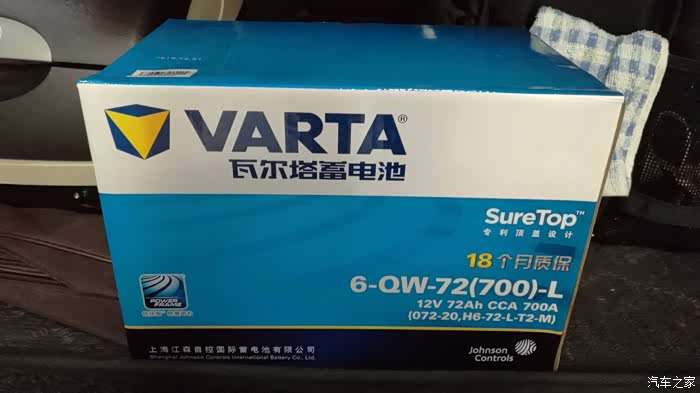 VARTA®
瓦尔塔蓄电池
SureTop™
专利顶盖设计
18个月质保
6-QW-72(700)-L
12V 72Ah CCA 700A
(072-20,H6-72-L-T2-M)
POWER
FRAME
上海江森自控国际蓄电池有限公司
Shanghai Johnson Controls International Battery Co., Ltd.
Johnson
Controls
汽车之家